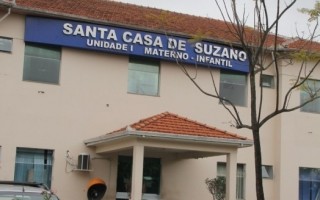 SANTA CASA DE SUZANO
UNIDADE I MATERNO - INFANTIL